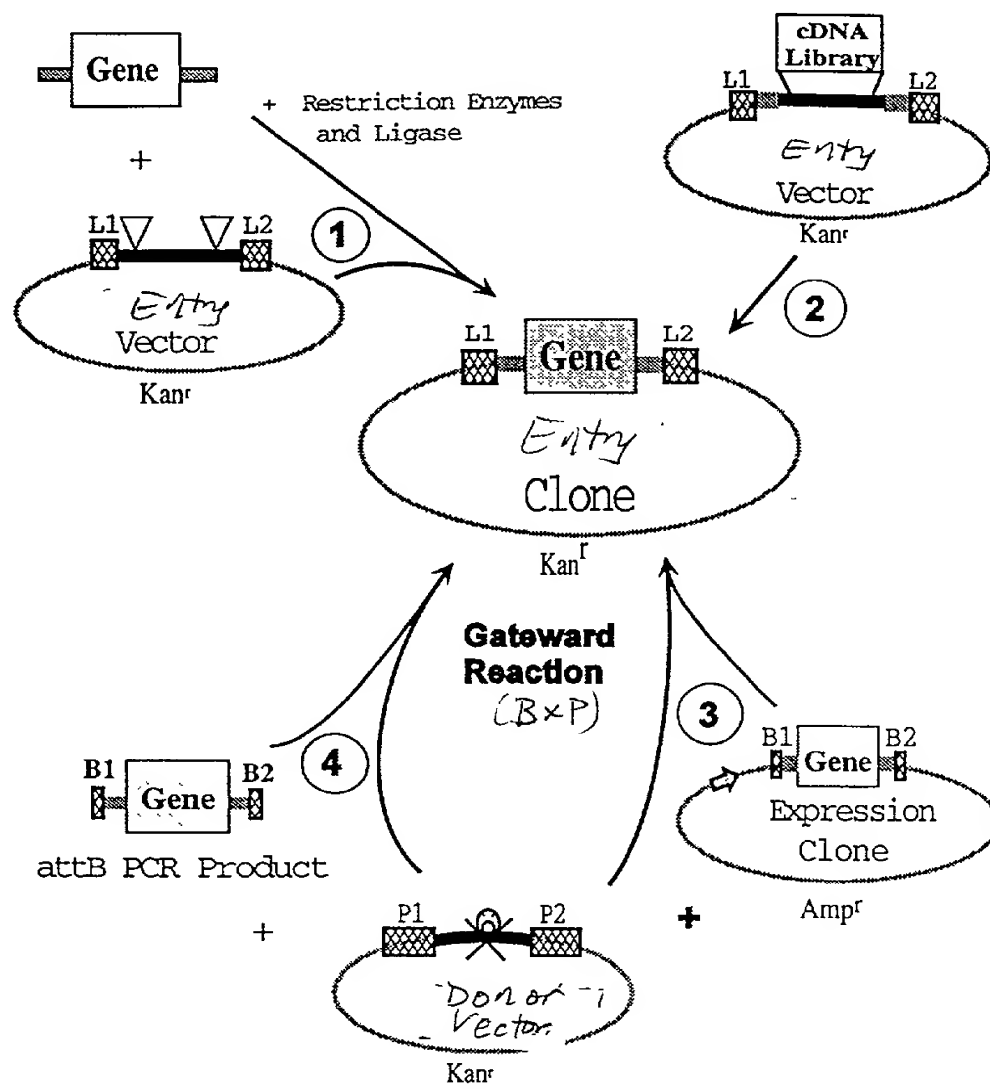 Gene
+ Restriction Enzymes
and Ligase
+
L1
L2
Entry
Vector
Kanr
1
cDNA
Library
L1
L2
Entry
Vector
Kanr
2
L1
Gene
L2
Entry
Clone
Kanr
Gateward
Reaction
(B×P)
3
4
B1
Gene
B2
attB PCR Product
+
P1
P2
Donor
Vector
Kanr
+
B1
Gene
B2
Expression
Clone
Ampr